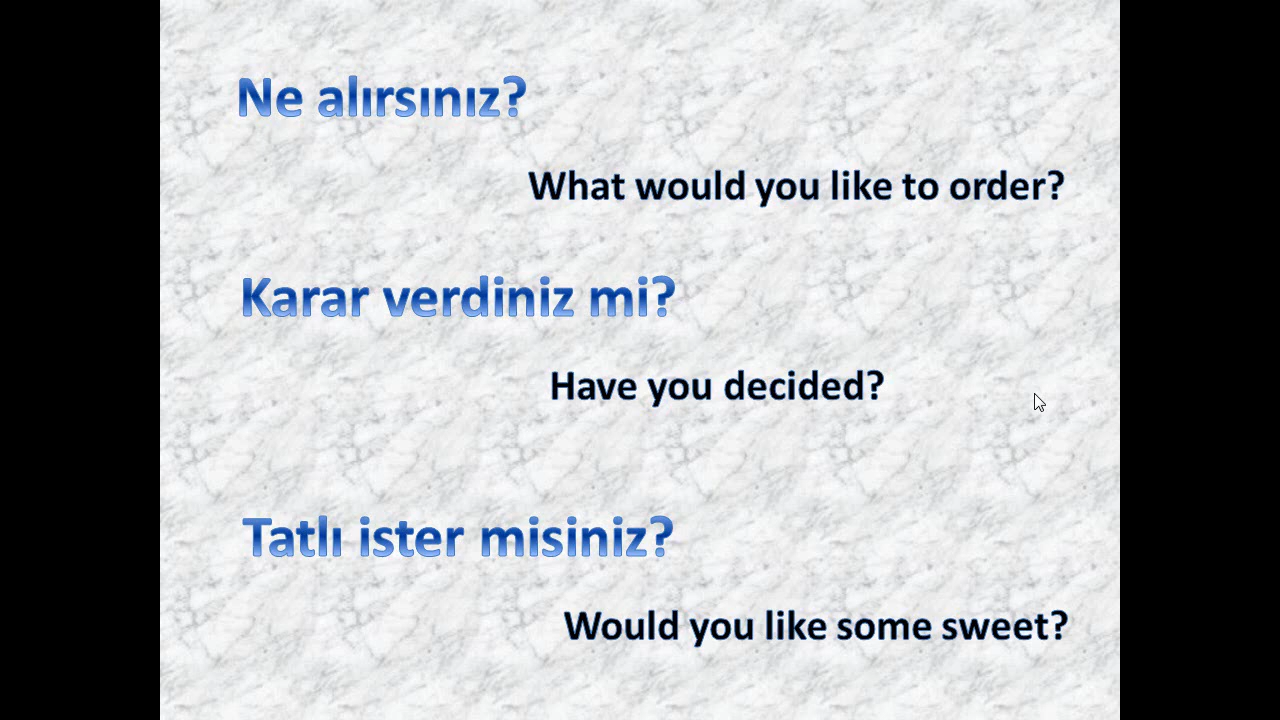 Ne alırsınız?
What would you like to order?
Karar verdiniz mi?
Have you decided?
Tatlı ister misiniz?
Would you like some sweet?